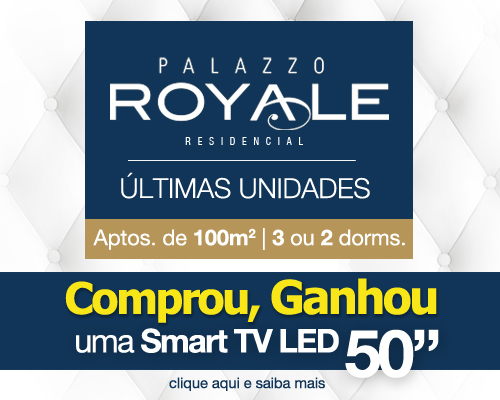 PALAZZO
ROYALE
RESIDENCIAL
ÚLTIMAS UNIDADES
Aptos. de 100m² | 3 ou 2 dorms.
Comprou, Ganhou
uma Smart TV LED 50”
clique aqui e saiba mais